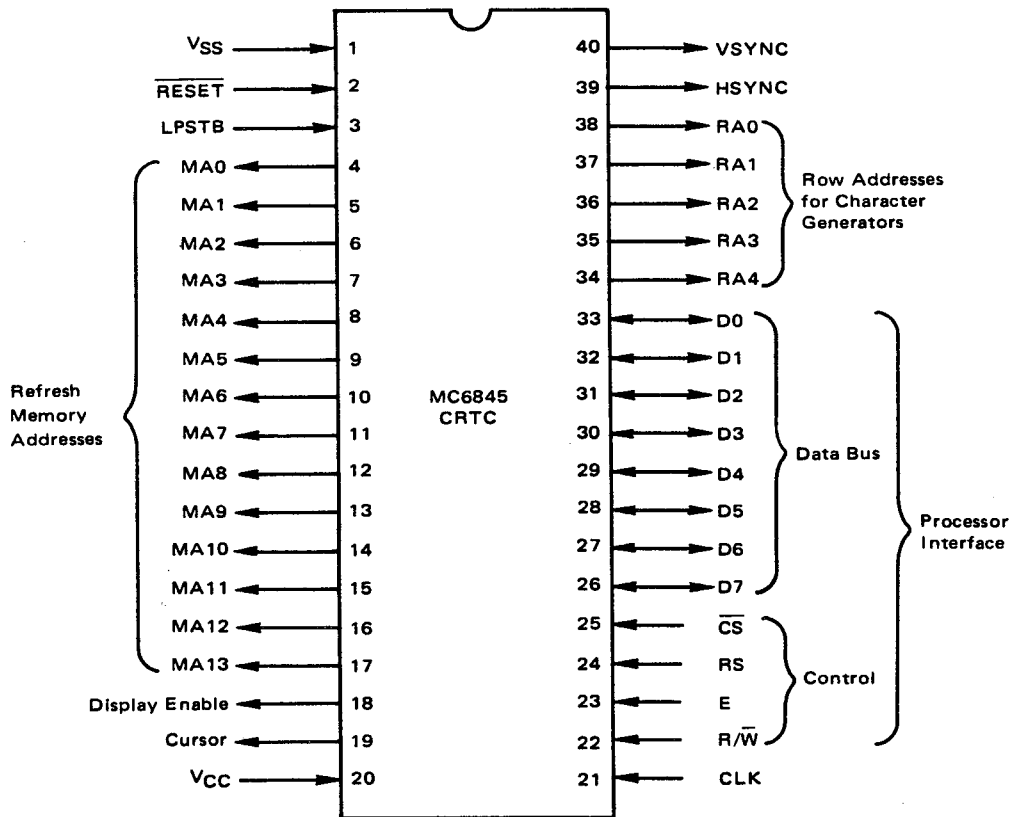 VSS 1 40 VSYNC
RESET 2 39 HSYNC
LPSTB 3 38 RA0
MA0 4 37 RA1
MA1 5 36 RA2
MA2 6 35 RA3
MA3 7 34 RA4
Row Addresses
for Character
Generators
MA4 8 33 D0
MA5 9 32 D1
MA6 10 31 D2
MA7 11 30 D3
MA8 12 29 D4
MA9 13 28 D5
MA10 14 27 D6
MA11 15 26 D7
Refresh
Memory
Addresses
MC6845
CRTC
Data Bus
Processor
Interface
MA12 16 25 CS
MA13 17 24 RS
Display Enable 18 23 E
Cursor 19 22 R/W
Control
VCC 20 21 CLK